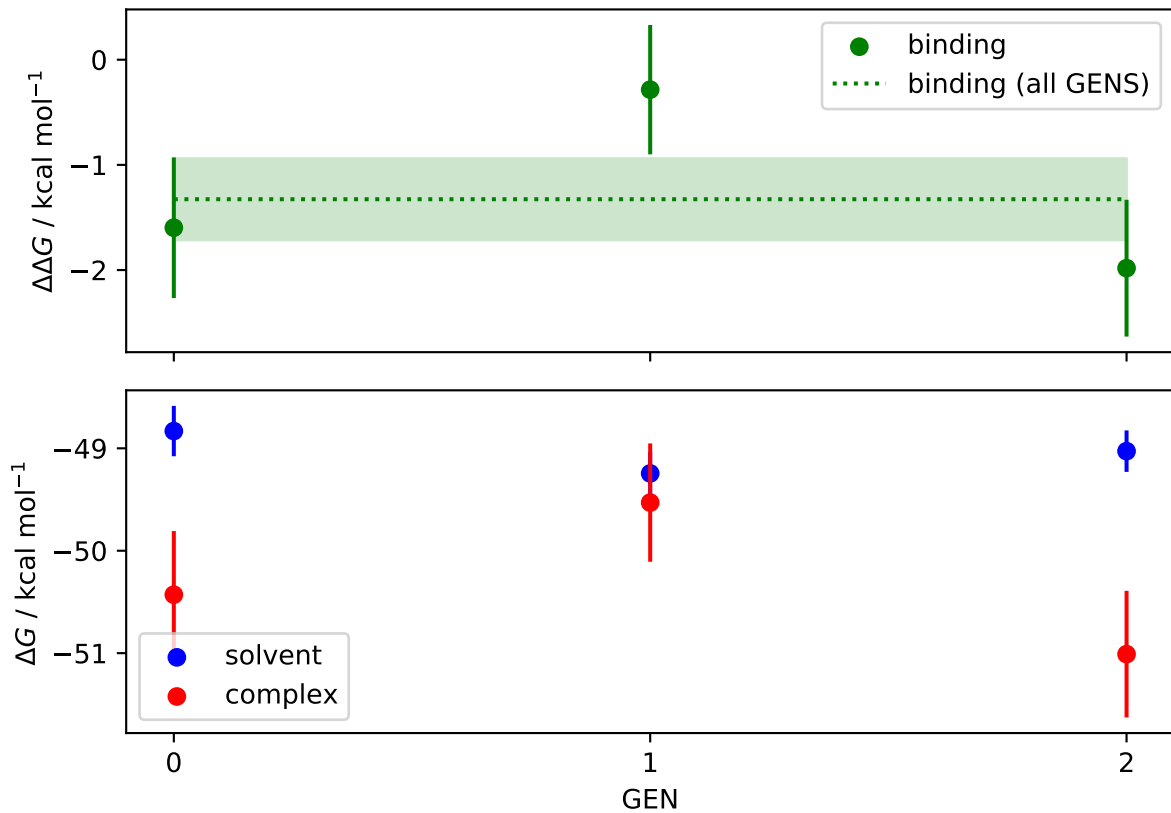 0
−1
−2
ΔΔG / kcal mol⁻¹
binding
binding (all GENS)
−49
−50
−51
ΔG / kcal mol⁻¹
solvent
complex
0 1 2
GEN